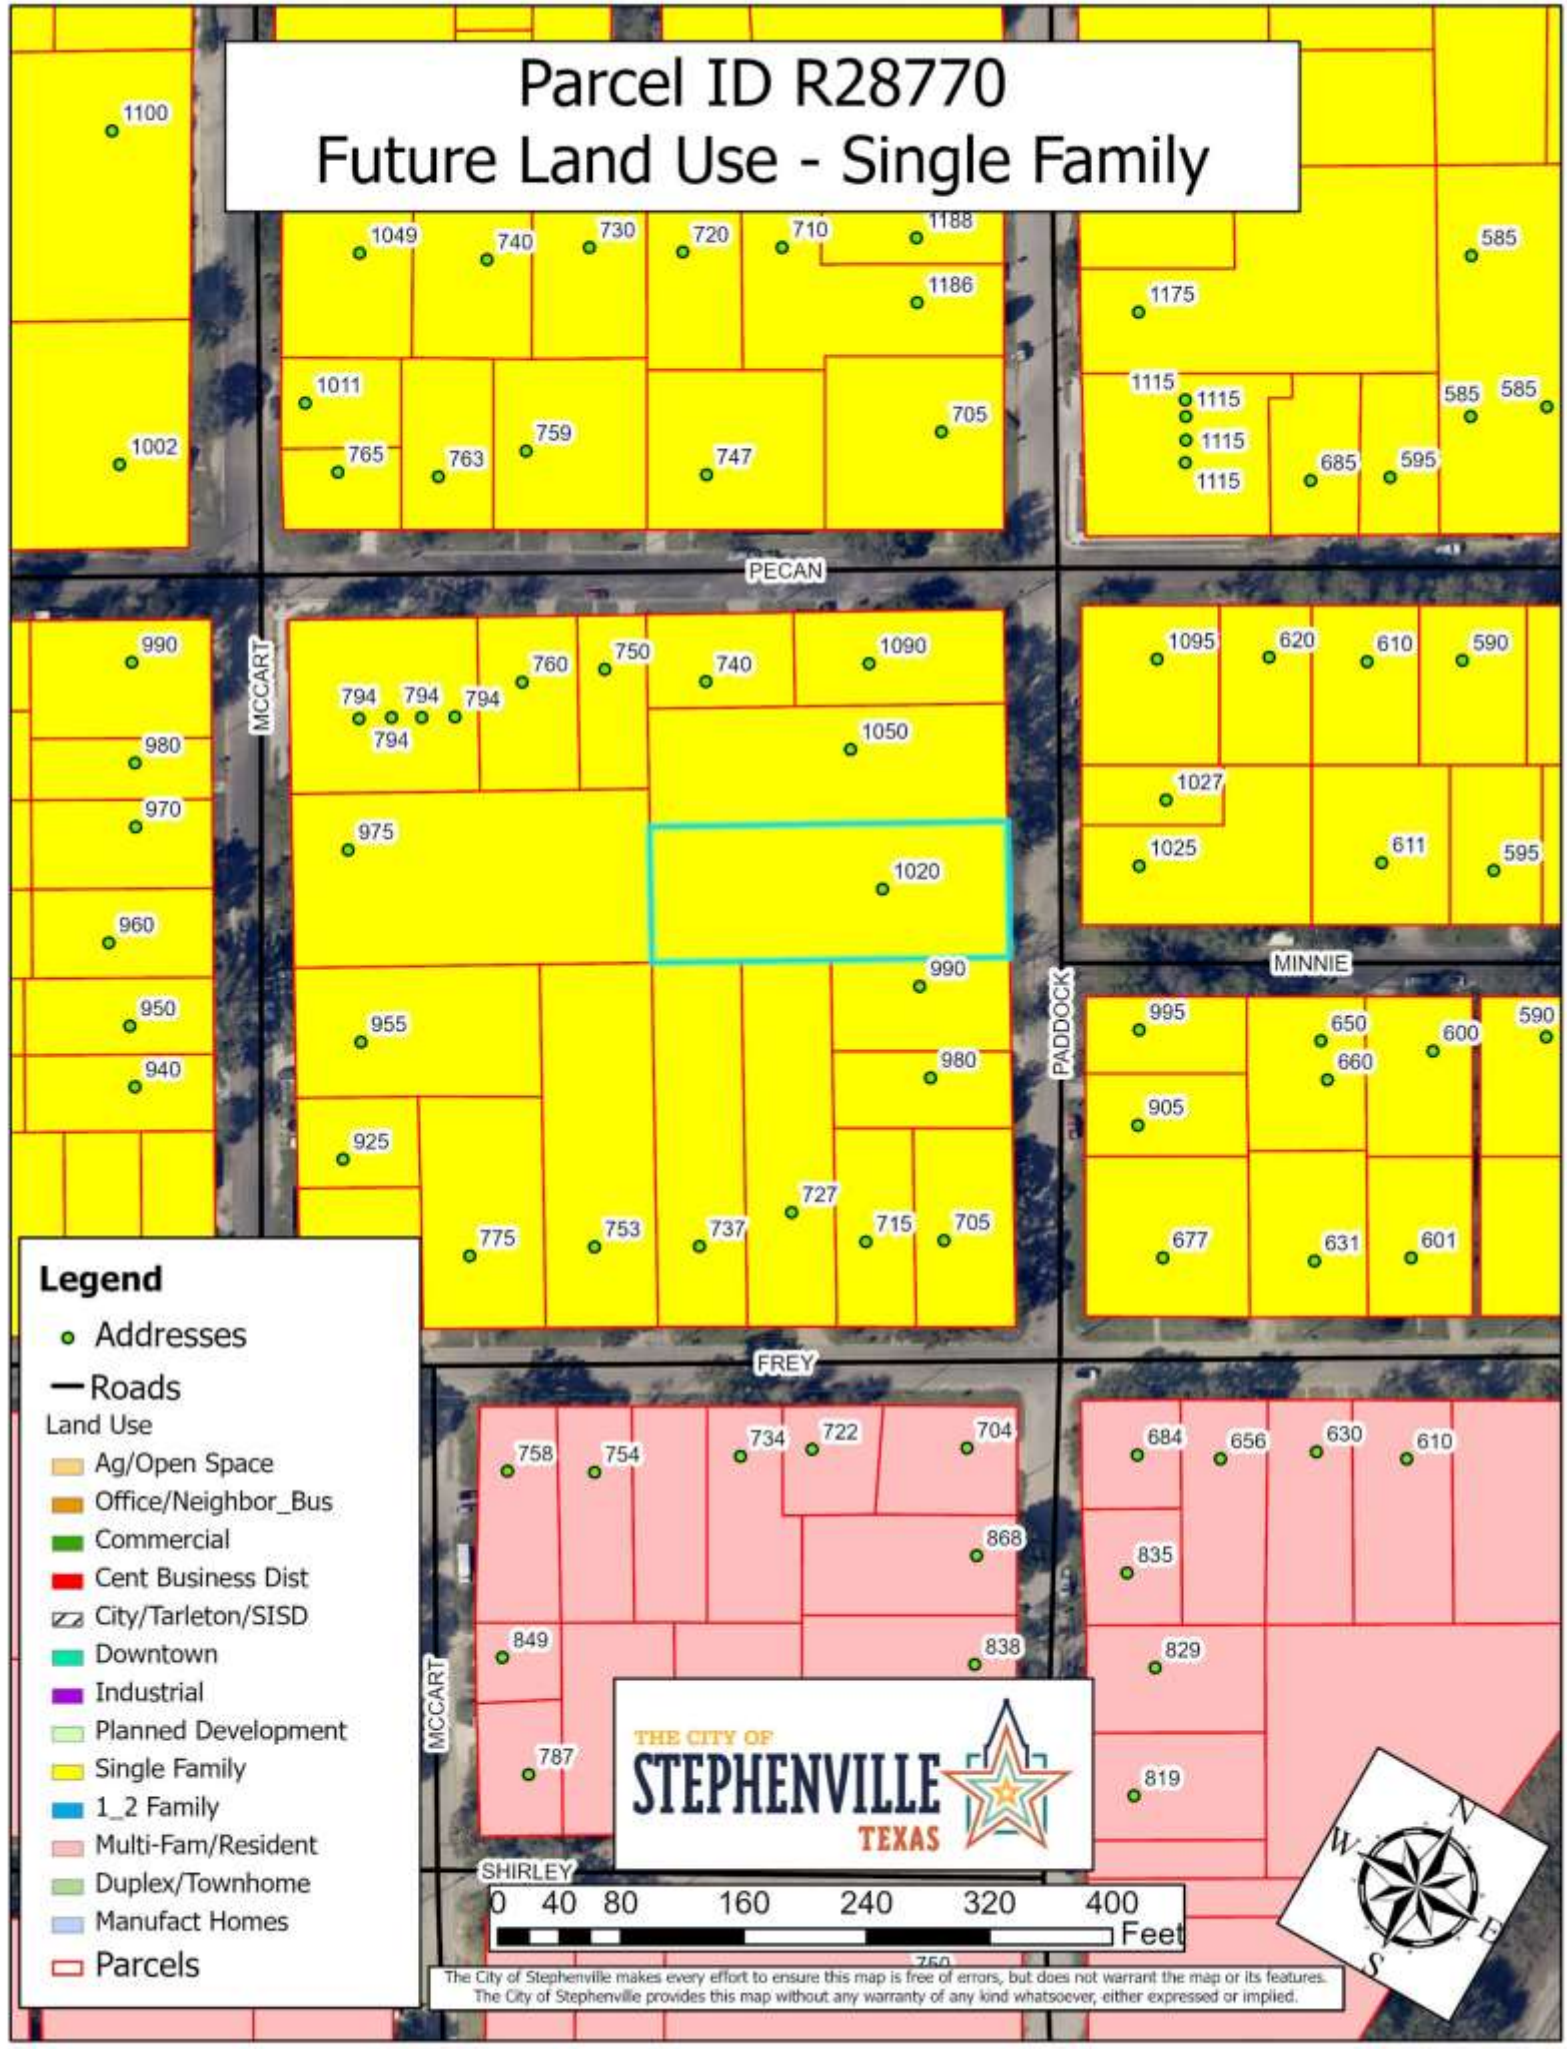 Parcel ID R28770
Future Land Use - Single Family
1100
1049
740
730
720
710
1188
585
1186
1175
1011
1115
1115
585
585
705
1002
765
763
759
747
1115
685
595
1115
PECAN
990
MCCART
760
750
740
1090
1095
620
610
590
794
794
794
794
980
1050
970
975
1027
1020
1025
611
595
960
990
MINNIE
950
955
PADDOCK
995
650
600
590
940
980
660
905
925
727
775
753
737
715
705
677
631
601
FREY
758
754
734
722
704
684
656
630
610
868
835
849
838
829
MCCART
787
819
SHIRLEY
750
Legend
Addresses
Roads
Land Use
Ag/Open Space
Office/Neighbor_Bus
Commercial
Cent Business Dist
City/Tarleton/SISD
Downtown
Industrial
Planned Development
Single Family
1_2 Family
Multi-Fam/Resident
Duplex/Townhome
Manufact Homes
Parcels
THE CITY OF
STEPHENVILLE
TEXAS
N
W
E
S
0 40 80 160 240 320 400
Feet
The City of Stephenville makes every effort to ensure this map is free of errors, but does not warrant the map or its features.
The City of Stephenville provides this map without any warranty of any kind whatsoever, either expressed or implied.